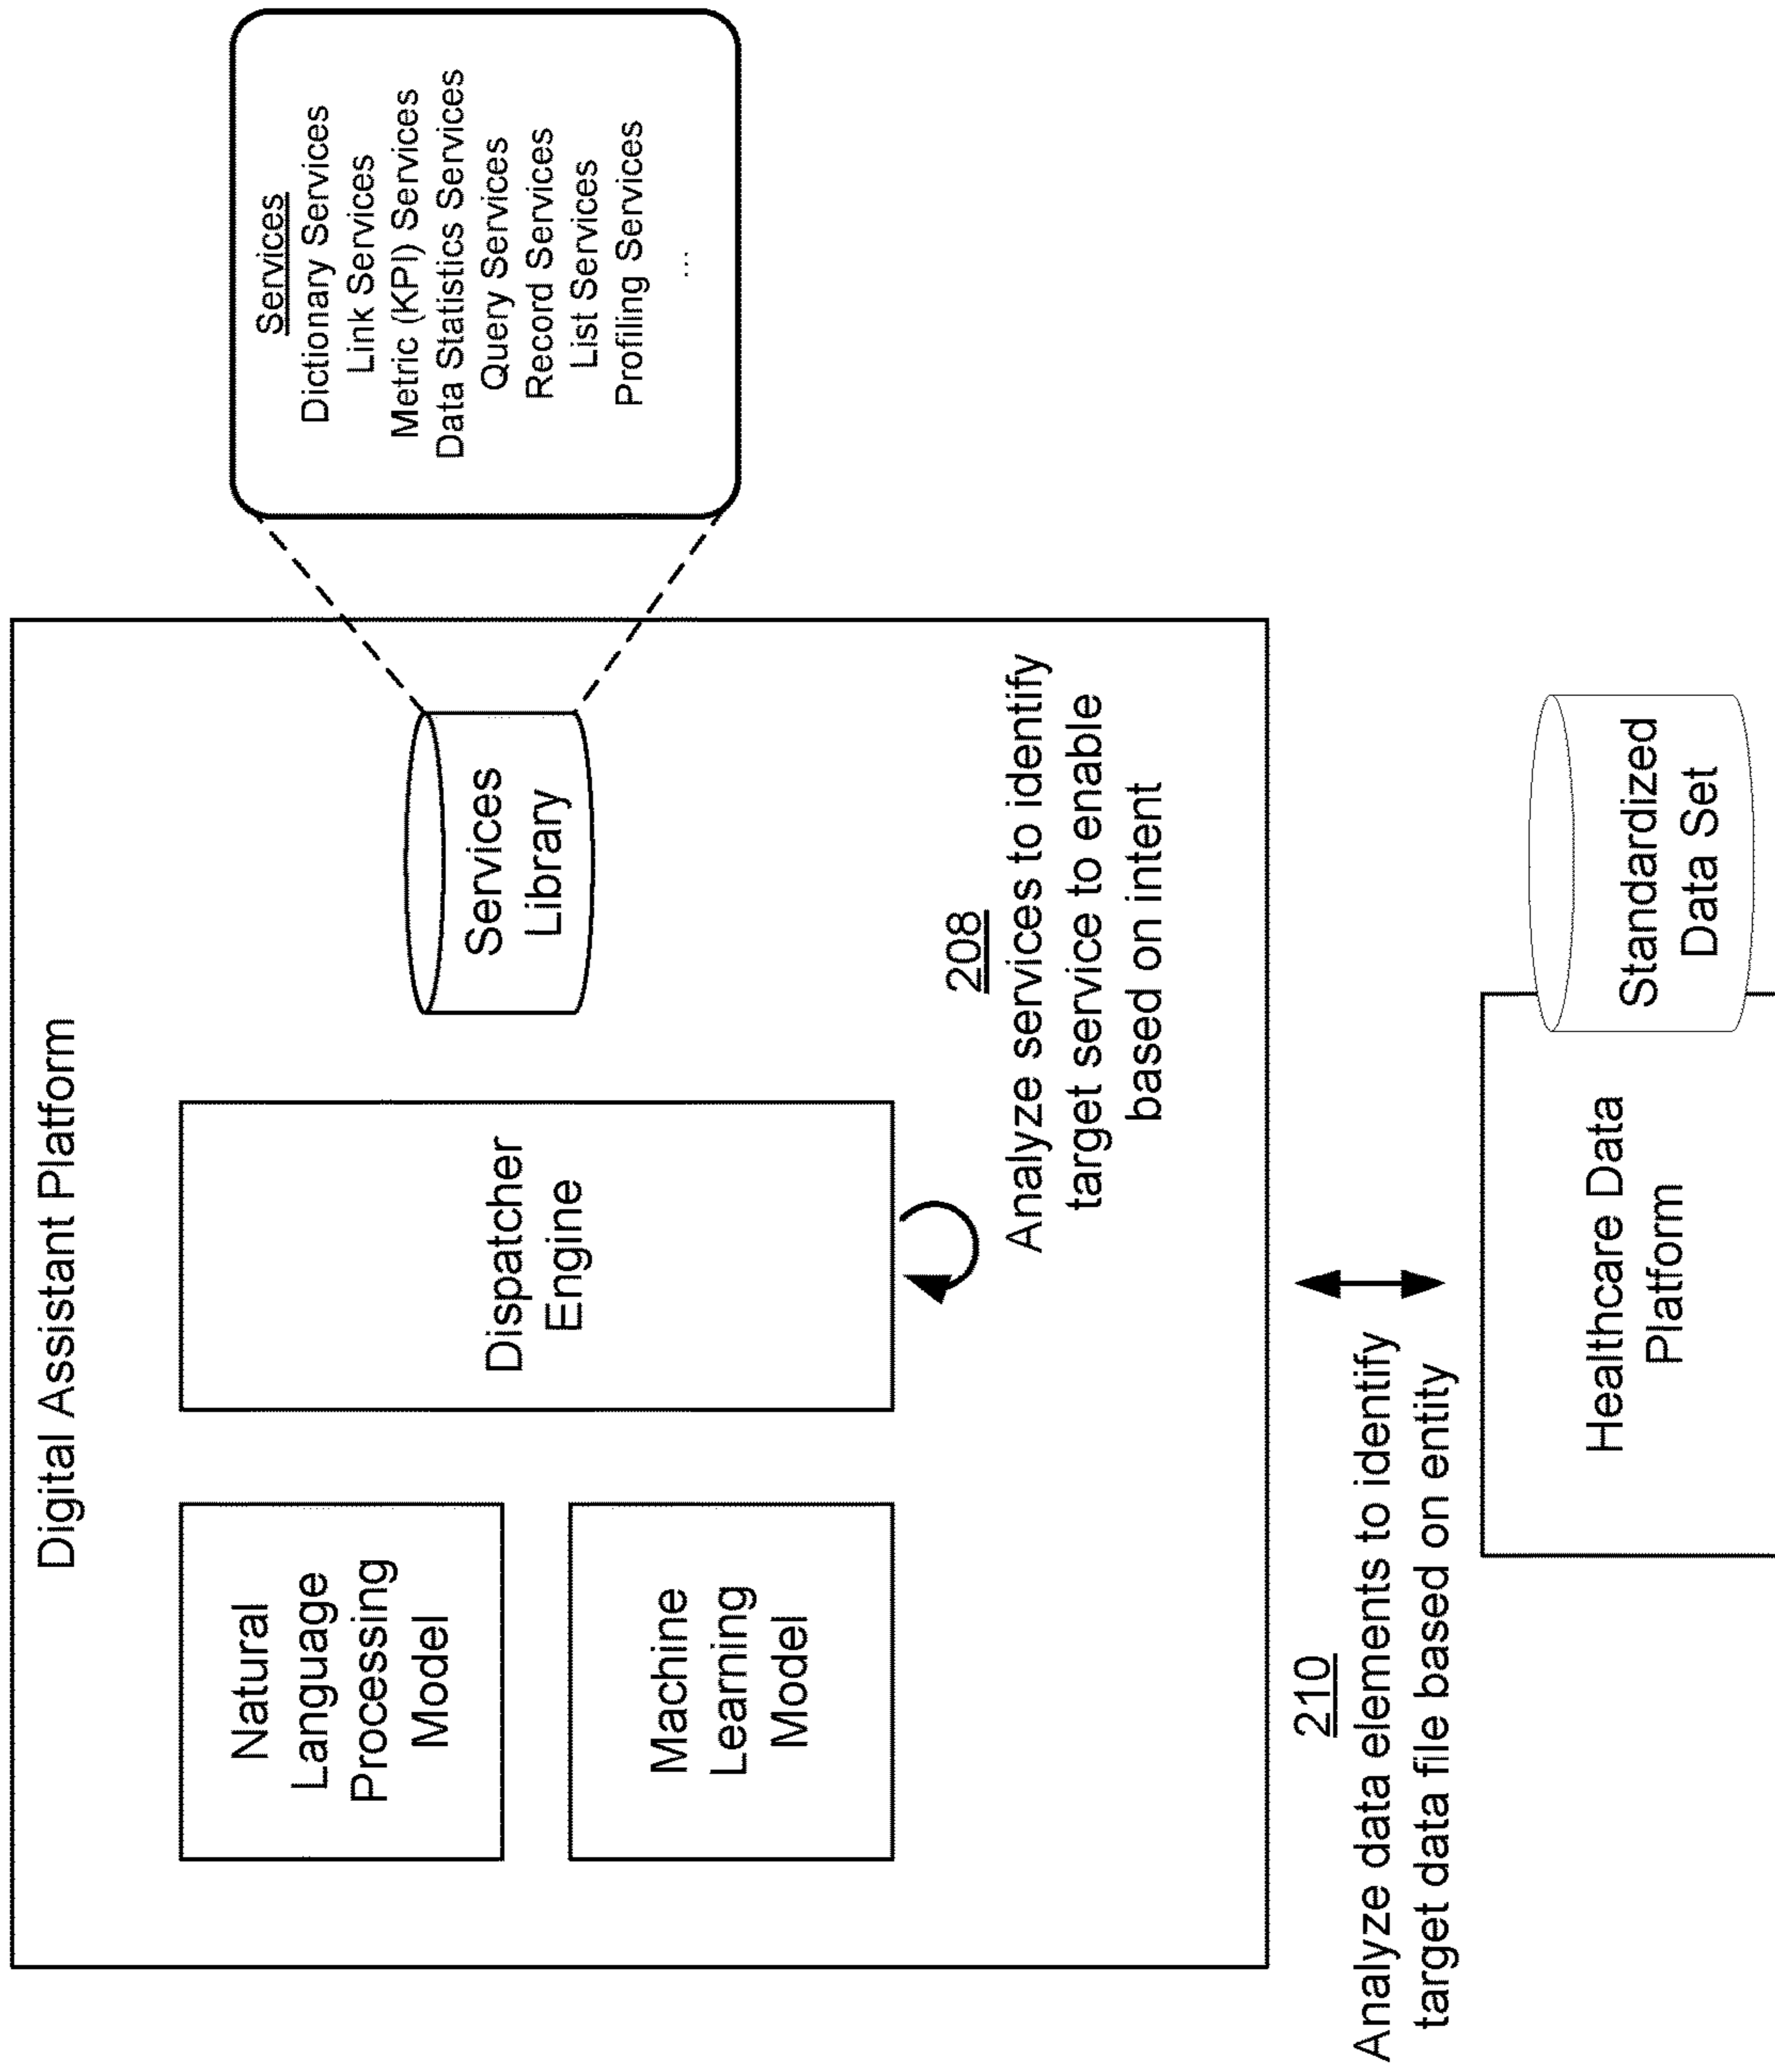 Digital Assistant Platform
Natural
Language
Processing
Model
Machine
Learning
Model
Dispatcher
Engine
Services
Library
Services
Dictionary Services
Link Services
Metric (KPI) Services
Data Statistics Services
Query Services
Record Services
List Services
Profiling Services
...
208
Analyze services to identify
target service to enable
based on intent
210
Analyze data elements to identify
target data file based on entity
Healthcare Data
Platform
Standardized
Data Set